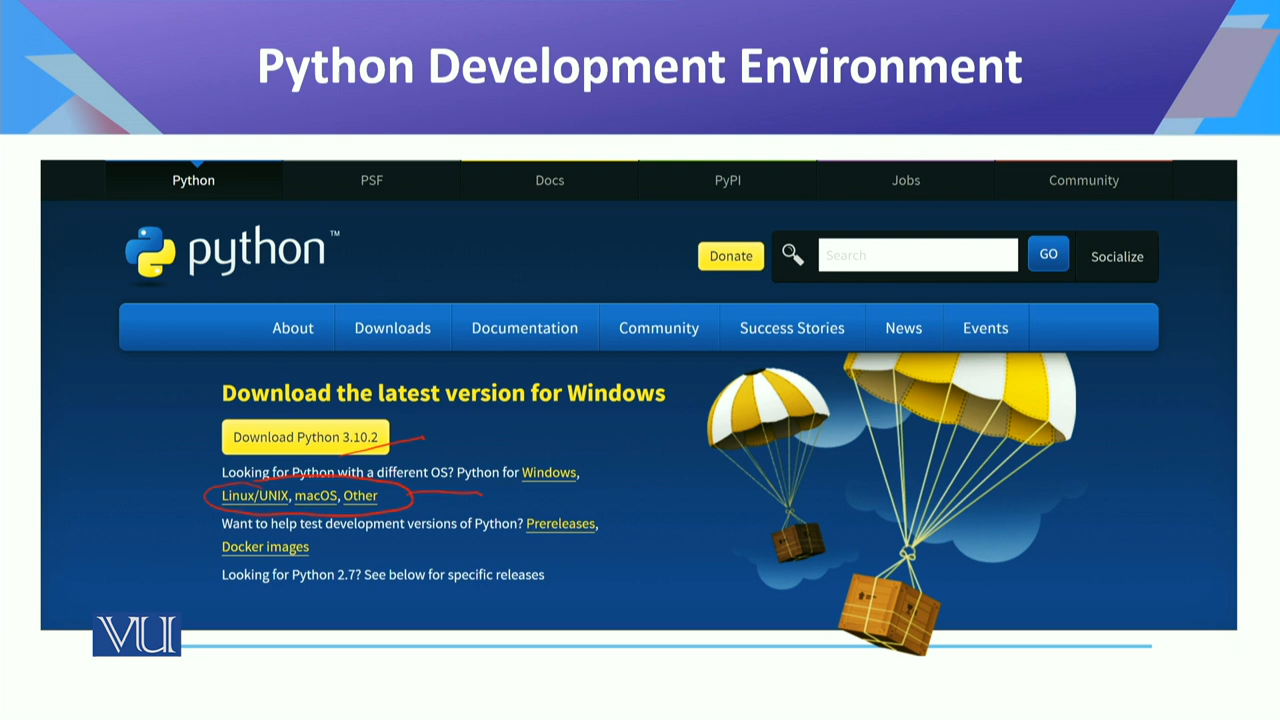 Python Development Environment
Python PSF Docs PyPI Jobs Community
python™
Donate Search GO Socialize
About Downloads Documentation Community Success Stories News Events
Download the latest version for Windows
Download Python 3.10.2
Looking for Python with a different OS? Python for Windows,
Linux/UNIX, macOS, Other
Want to help test development versions of Python? Prereleases,
Docker images
Looking for Python 2.7? See below for specific releases
VU